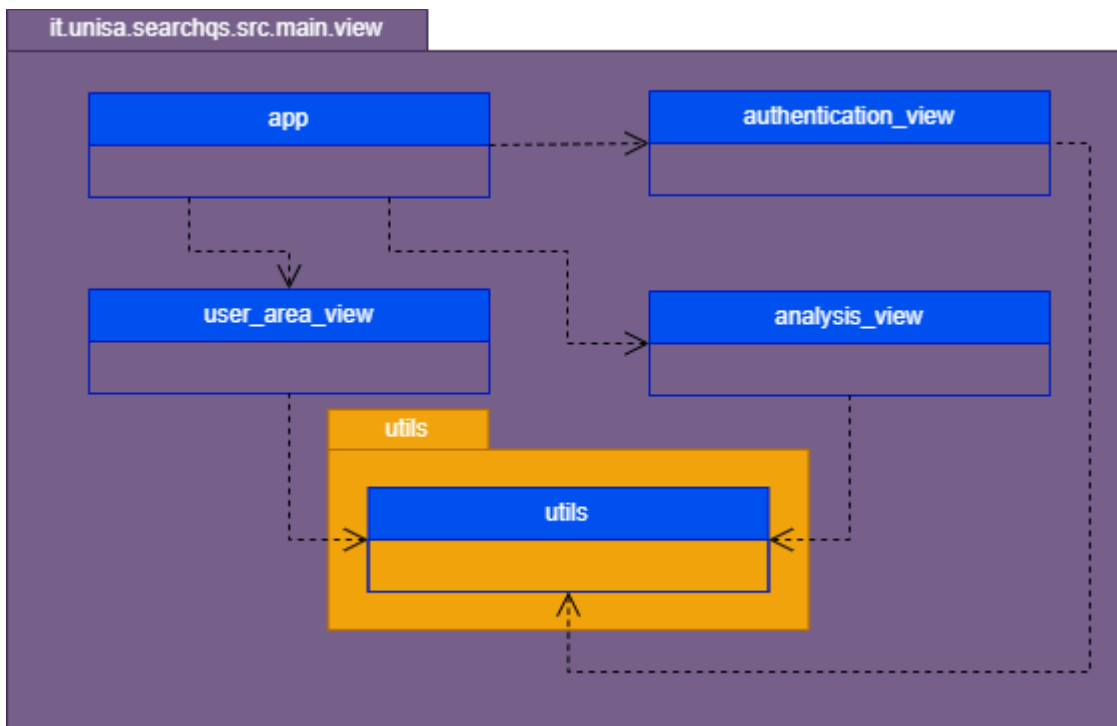 it.unisa.searchqs.src.main.view
app
authentication_view
user_area_view
analysis_view
utils
utils